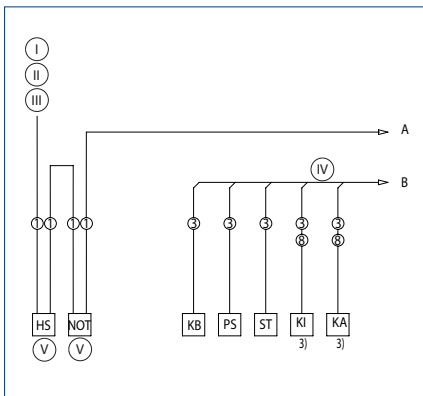 I
II
III
A
IV
B
1 1 1 1 3 3 3 3 3
8 8
HS NOT KB PS ST KI KA
V V 3) 3)